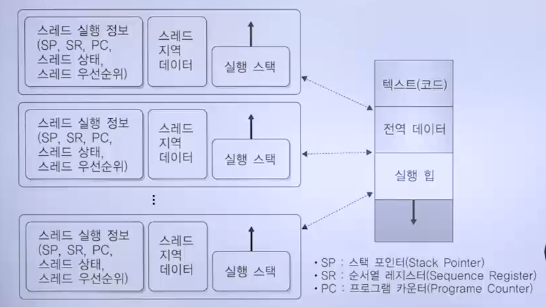 스레드 실행 정보
(SP, SR, PC,
스레드 상태,
스레드 우선순위)
스레드
지역
데이터
실행 스택
스레드 실행 정보
(SP, SR, PC,
스레드 상태,
스레드 우선순위)
스레드
지역
데이터
실행 스택
...
스레드 실행 정보
(SP, SR, PC,
스레드 상태,
스레드 우선순위)
스레드
지역
데이터
실행 스택
텍스트(코드)
전역 데이터
실행 힙
• SP : 스택 포인터(Stack Pointer)
• SR : 순서열 레지스터(Sequence Register)
• PC : 프로그램 카운터(Programe Counter)